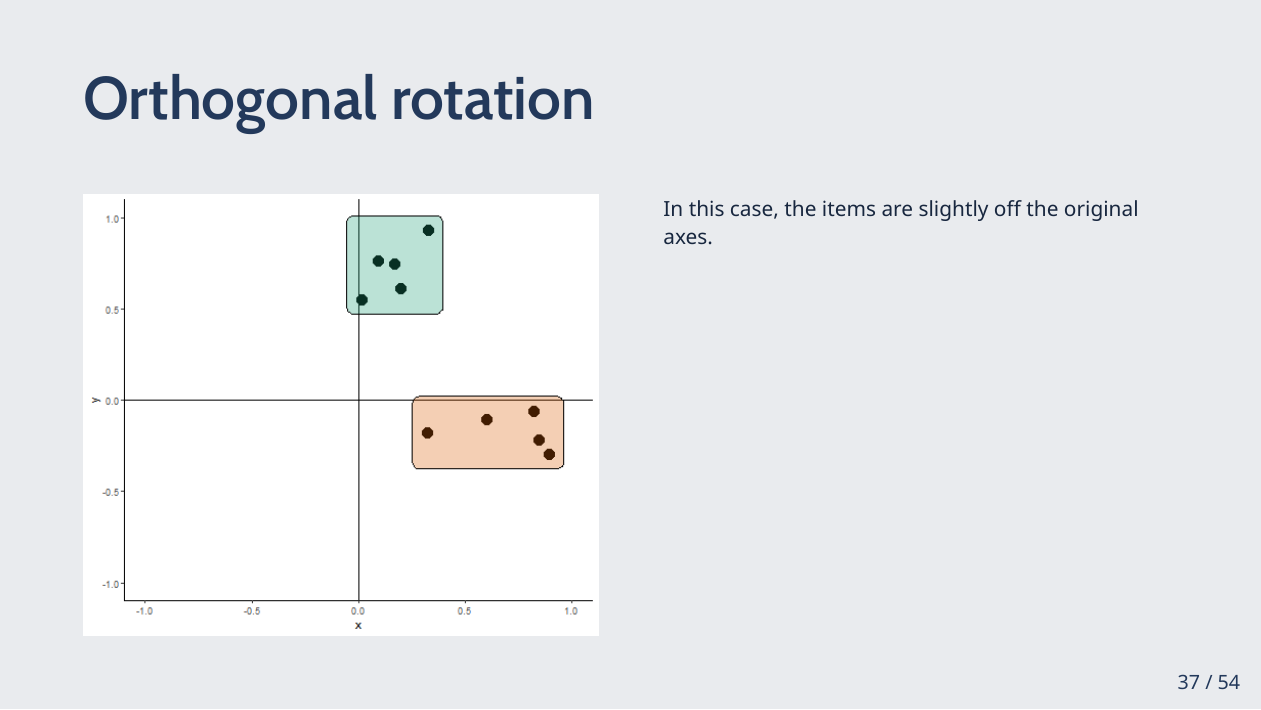 Orthogonal rotation
In this case, the items are slightly off the original
axes.
1.0
0.5
0.0
-0.5
-1.0
y
-1.0
-0.5
0.0
0.5
1.0
x
37 / 54